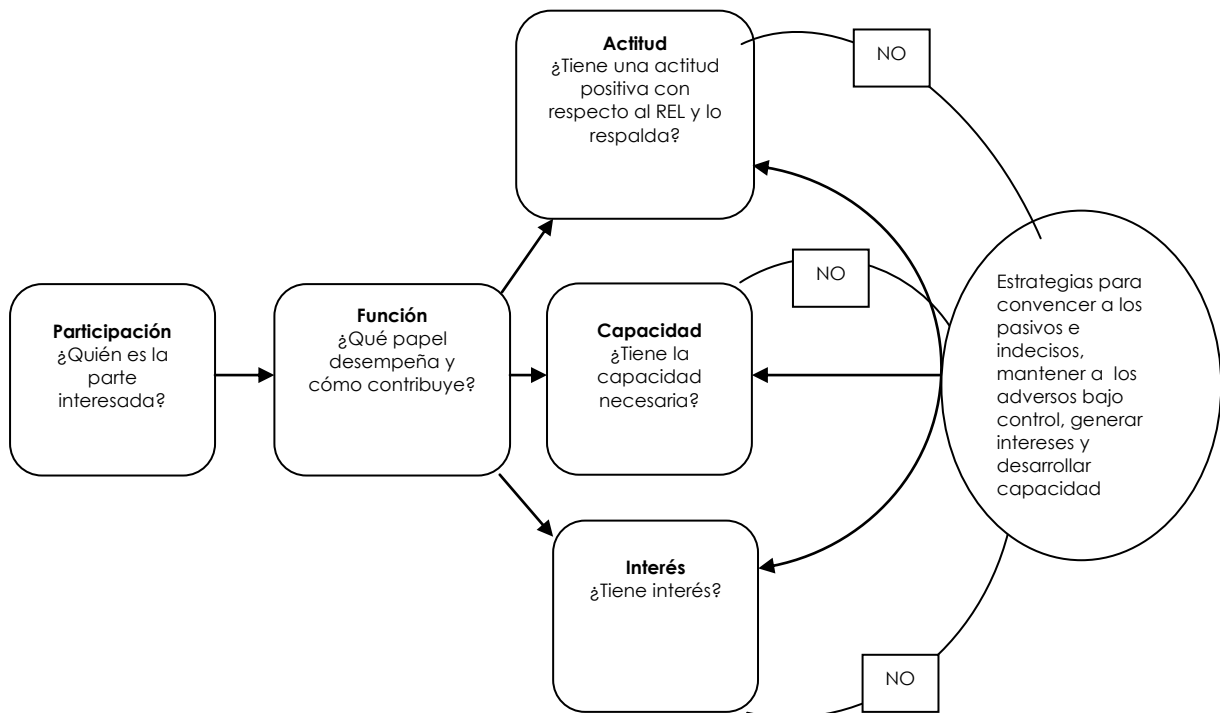 Actitud
¿Tiene una actitud
positiva con
respecto al REL y lo
respalda?
NO
Participación
¿Quién es la
parte
interesada?
Función
¿Qué papel
desempeña y
cómo contribuye?
Capacidad
¿Tiene la
capacidad
necesaria?
NO
Estrategias para
convencer a los
pasivos e
indecisos,
mantener a  los
adversos bajo
control, generar
intereses y
desarrollar
capacidad
Interés
¿Tiene interés?
NO